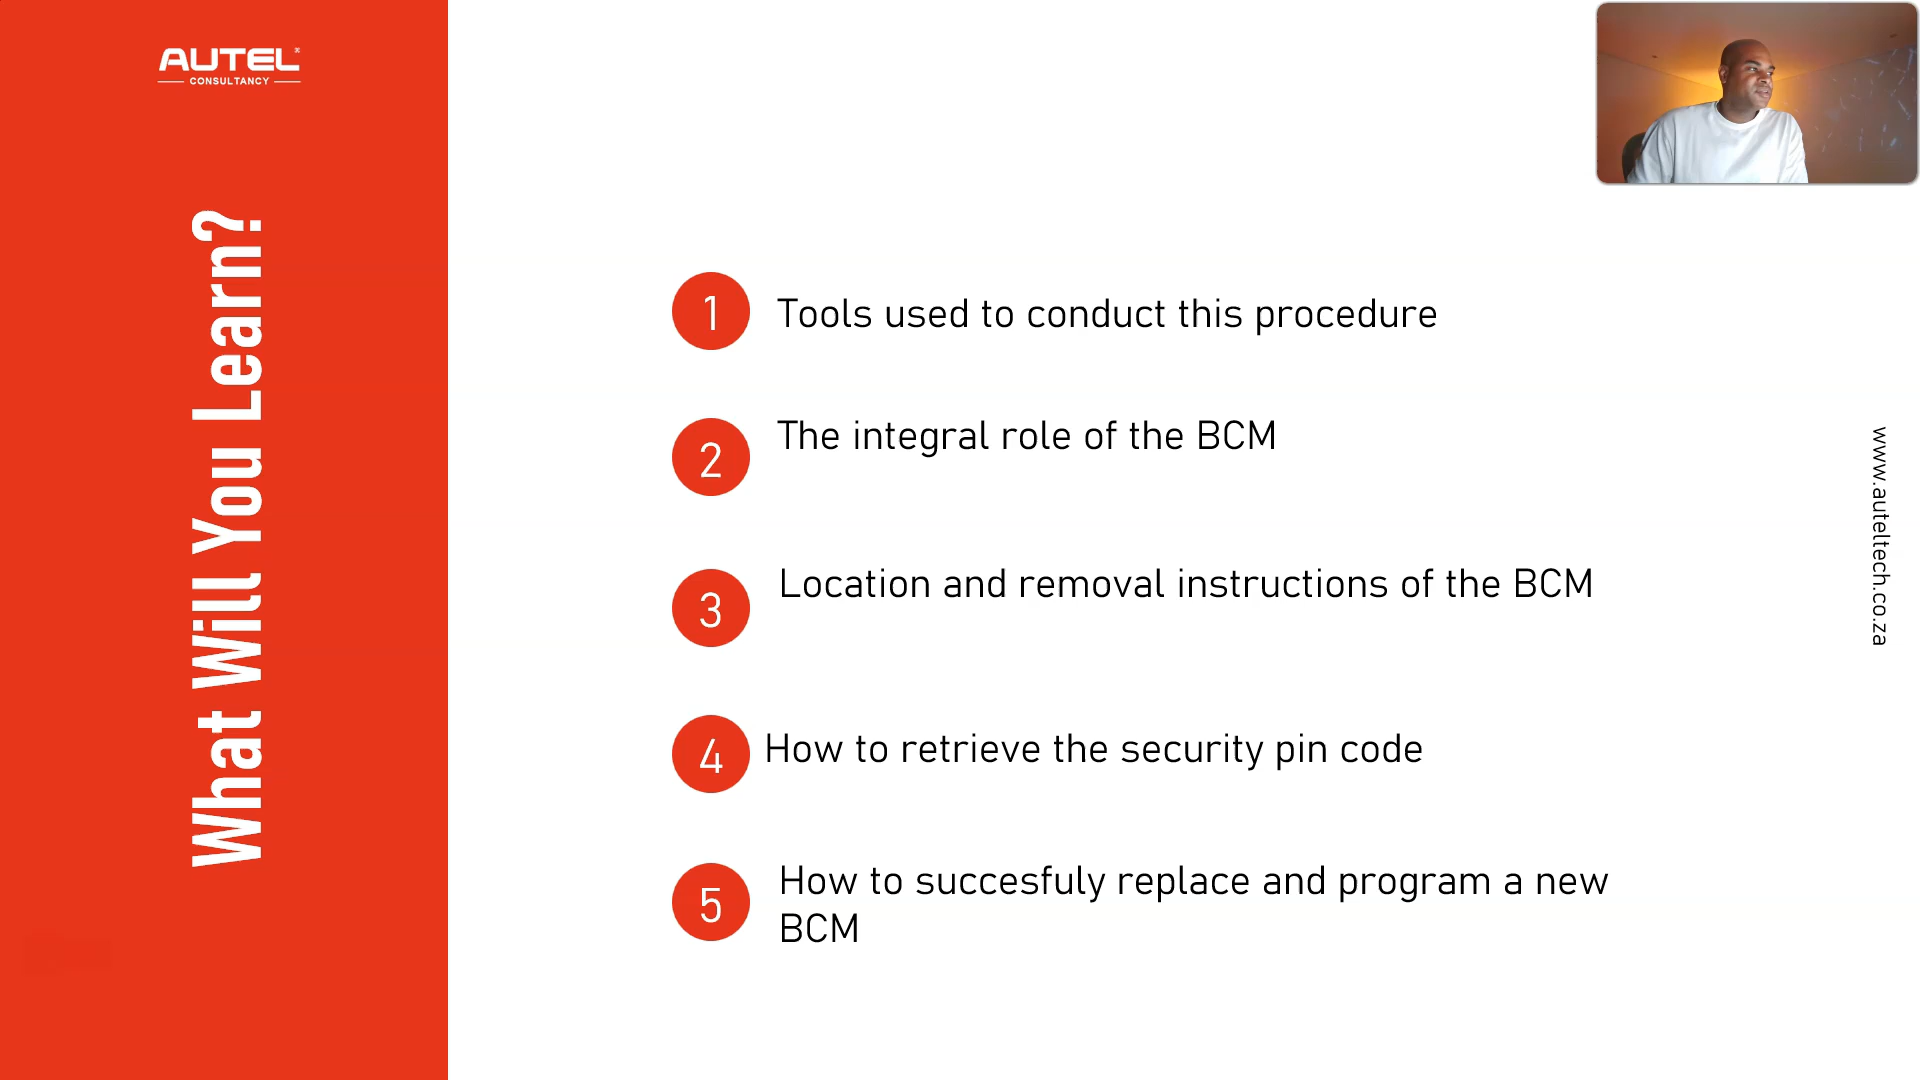 AUTEL®
CONSULTANCY
What Will You Learn?
1 Tools used to conduct this procedure
2 The integral role of the BCM
3 Location and removal instructions of the BCM
4 How to retrieve the security pin code
5 How to succesfuly replace and program a new
BCM
www.auteltech.co.za